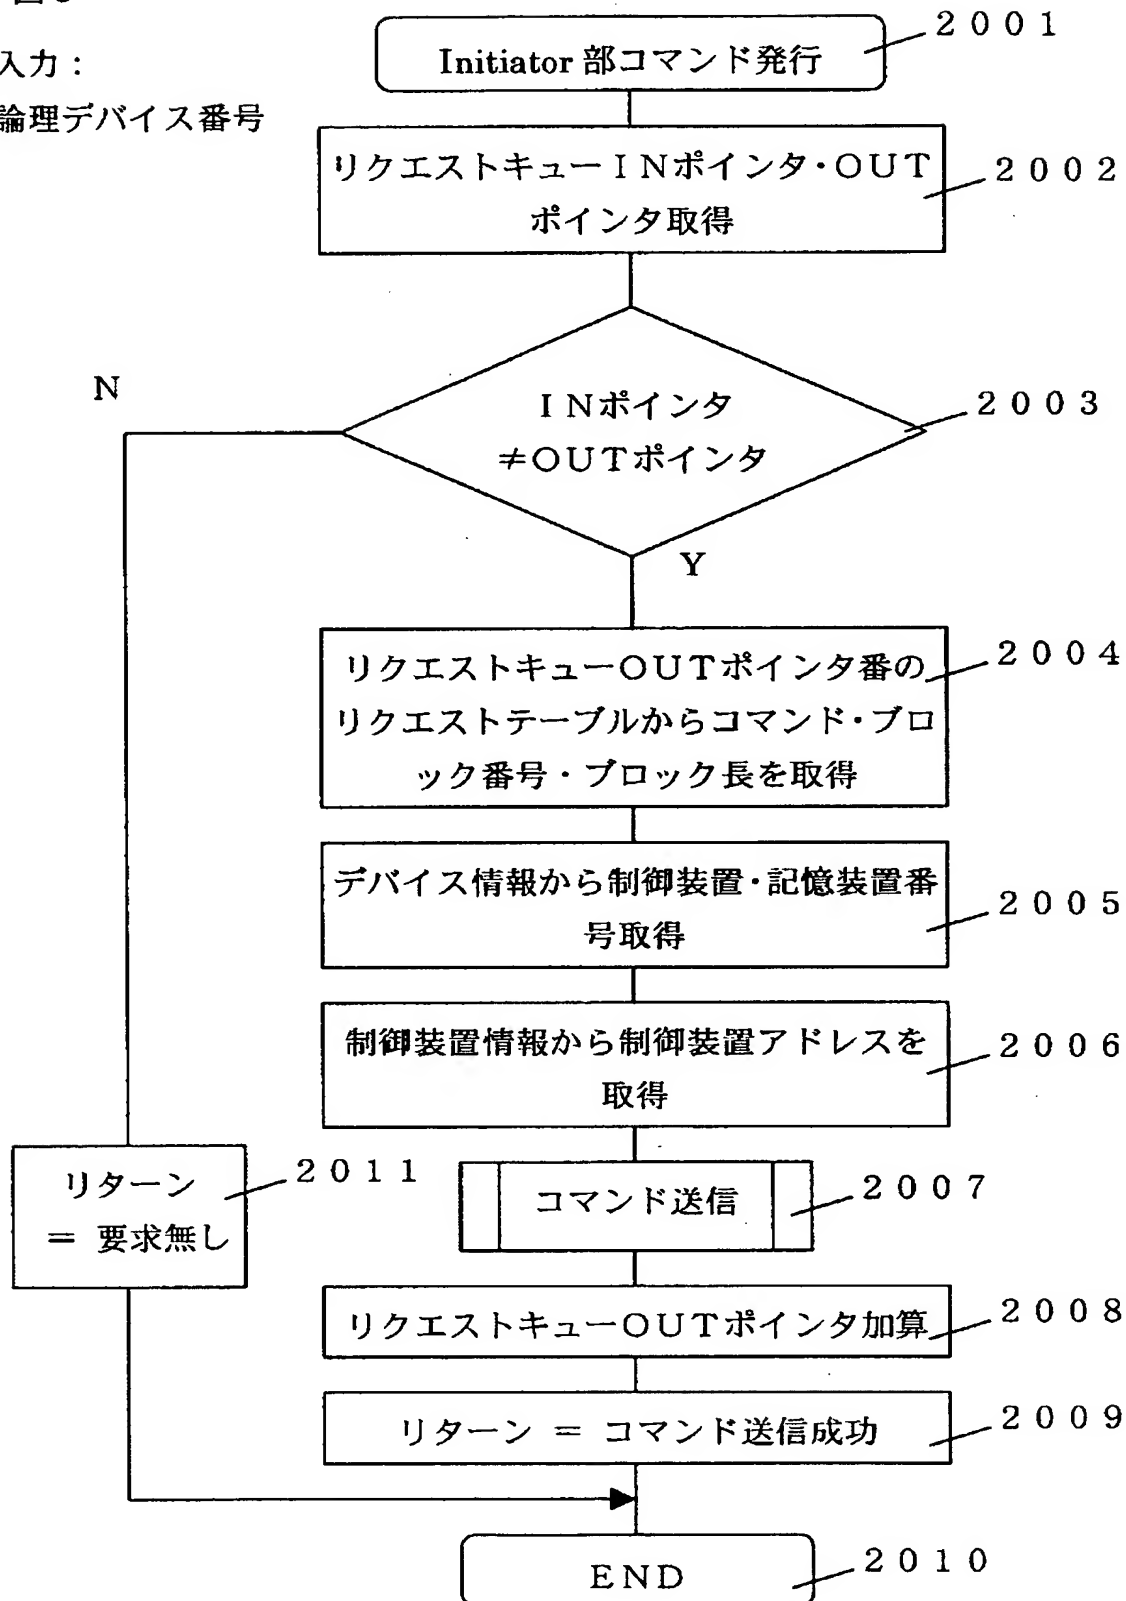 入力：
論理デバイス番号
Initiator 部コマンド発行
２００１
リクエストキューＩＮポインタ・ＯＵＴ
ポインタ取得
２００２
ＩＮポインタ
≠ＯＵＴポインタ
２００３
N
Y
リクエストキューＯＵＴポインタ番の
リクエストテーブルからコマンド・ブロ
ック番号・ブロック長を取得
２００４
デバイス情報から制御装置・記憶装置番
号取得
２００５
制御装置情報から制御装置アドレスを
取得
２００６
リターン
＝ 要求無し
２０１１
コマンド送信
２００７
リクエストキューＯＵＴポインタ加算
２００８
リターン ＝ コマンド送信成功
２００９
ＥＮＤ
２０１０